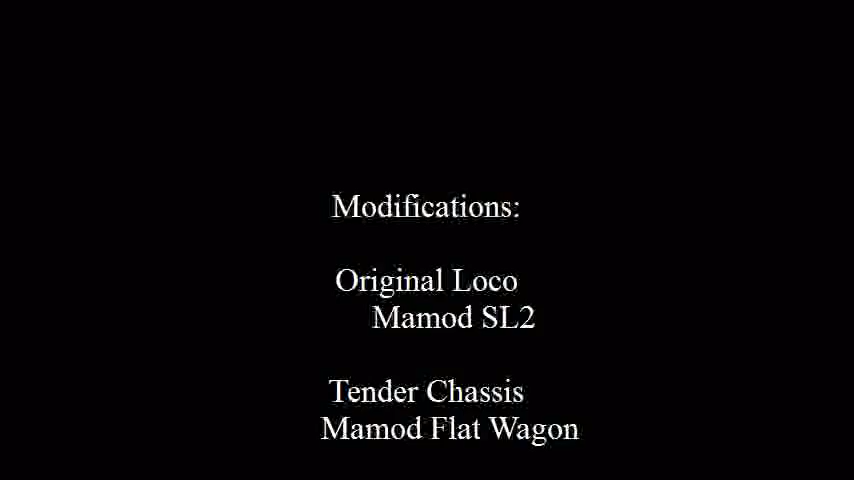 Modifications:
Original Loco
Mamod SL2
Tender Chassis
Mamod Flat Wagon